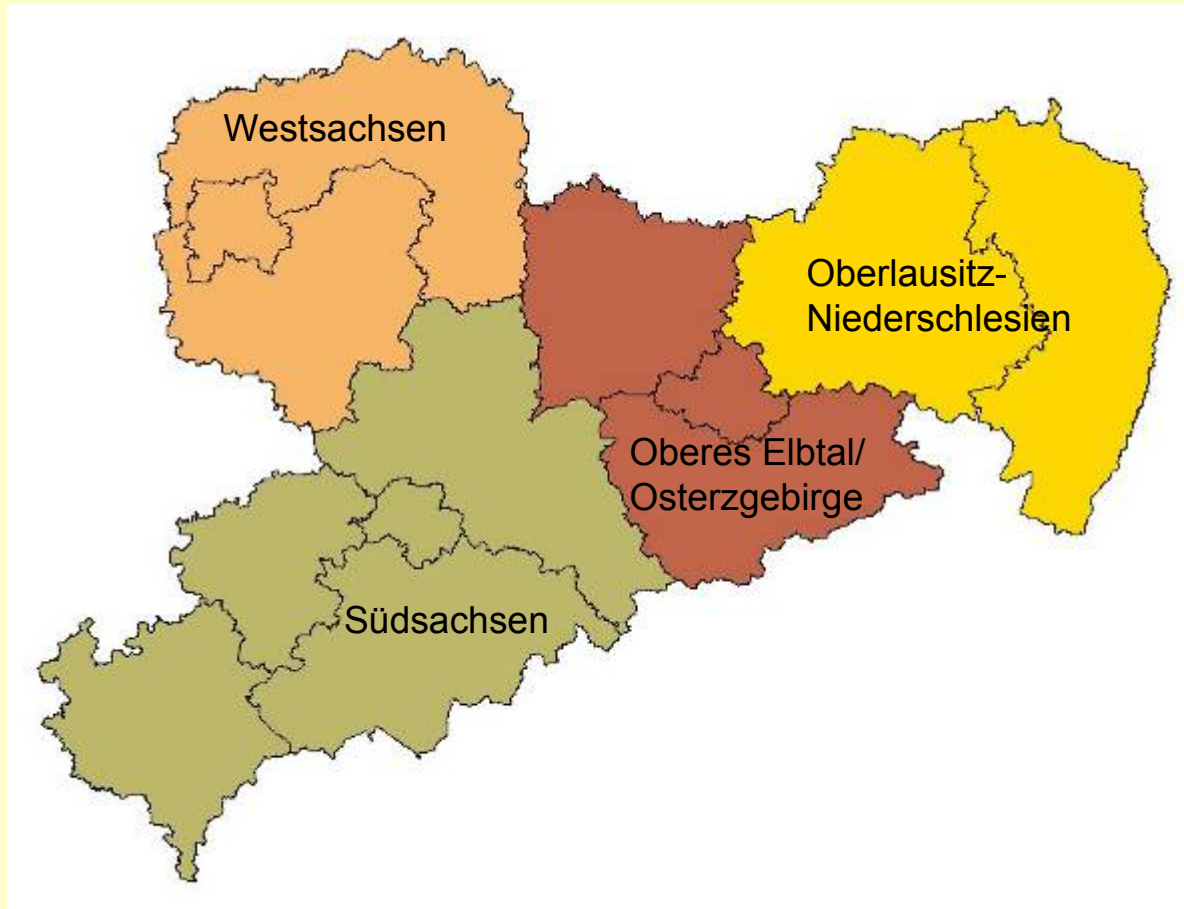 Westsachsen
Oberlausitz-
Niederschlesien
Oberes Elbtal/
Osterzgebirge
Südsachsen